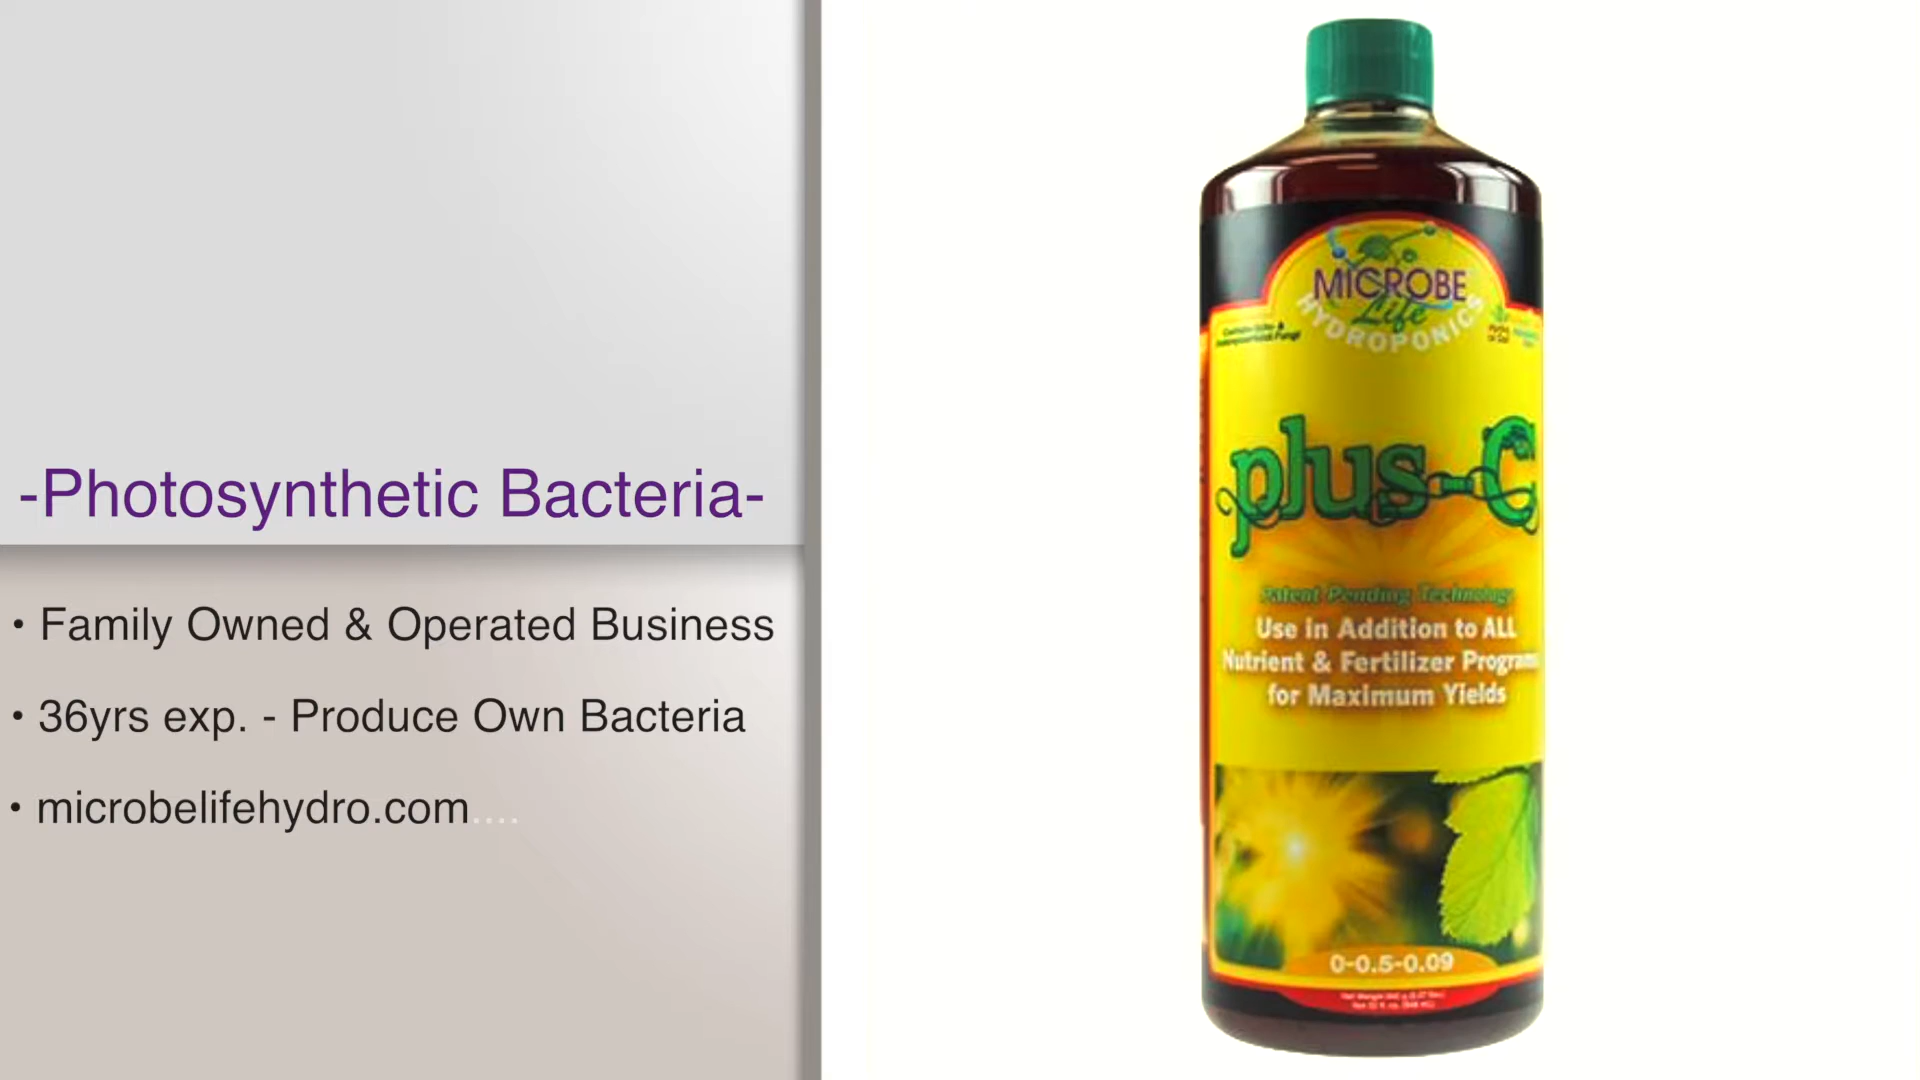 -Photosynthetic Bacteria-
• Family Owned & Operated Business
• 36yrs exp. - Produce Own Bacteria
• microbelifehydro.com....
MICROBE
Life
HYDROPONICS
plus-C
Patent Pending Technology
Use in Addition to ALL
Nutrient & Fertilizer Programs
for Maximum Yields
0-0.5-0.09